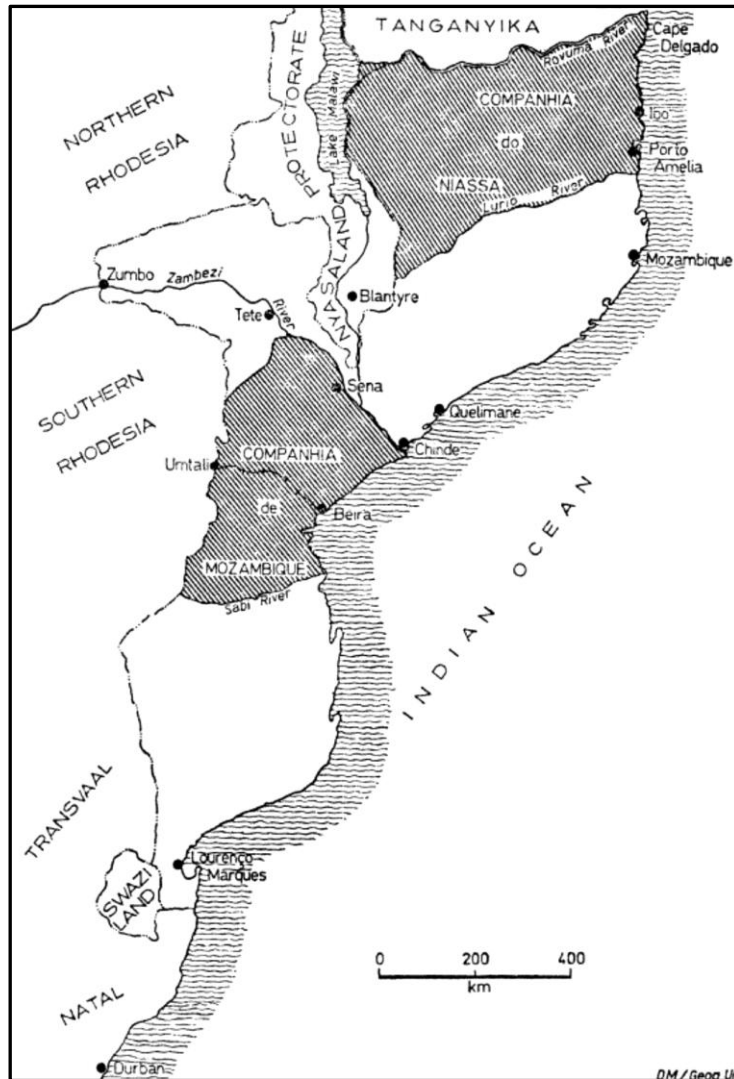 TANGANYIKA
Cape
Delgado
Rovuma River
NORTHERN
RHODESIA
PROTECTORATE
Lake Malawi
COMPANHIA
do
NIASSA
Ibo
Porto
Amelia
Lurio River
NYASALAND
Mozambique
Zumbo
Zambezi
River
Tete
Blantyre
SOUTHERN
RHODESIA
Sena
Quelimane
Chinde
COMPANHIA
de
MOZAMBIQUE
Umtali
Beira
Sabi River
INDIAN OCEAN
TRANSVAAL
Lourenço
Marques
SWAZI
LAND
NATAL
0 200 400
km
Durban
DM/Geog U